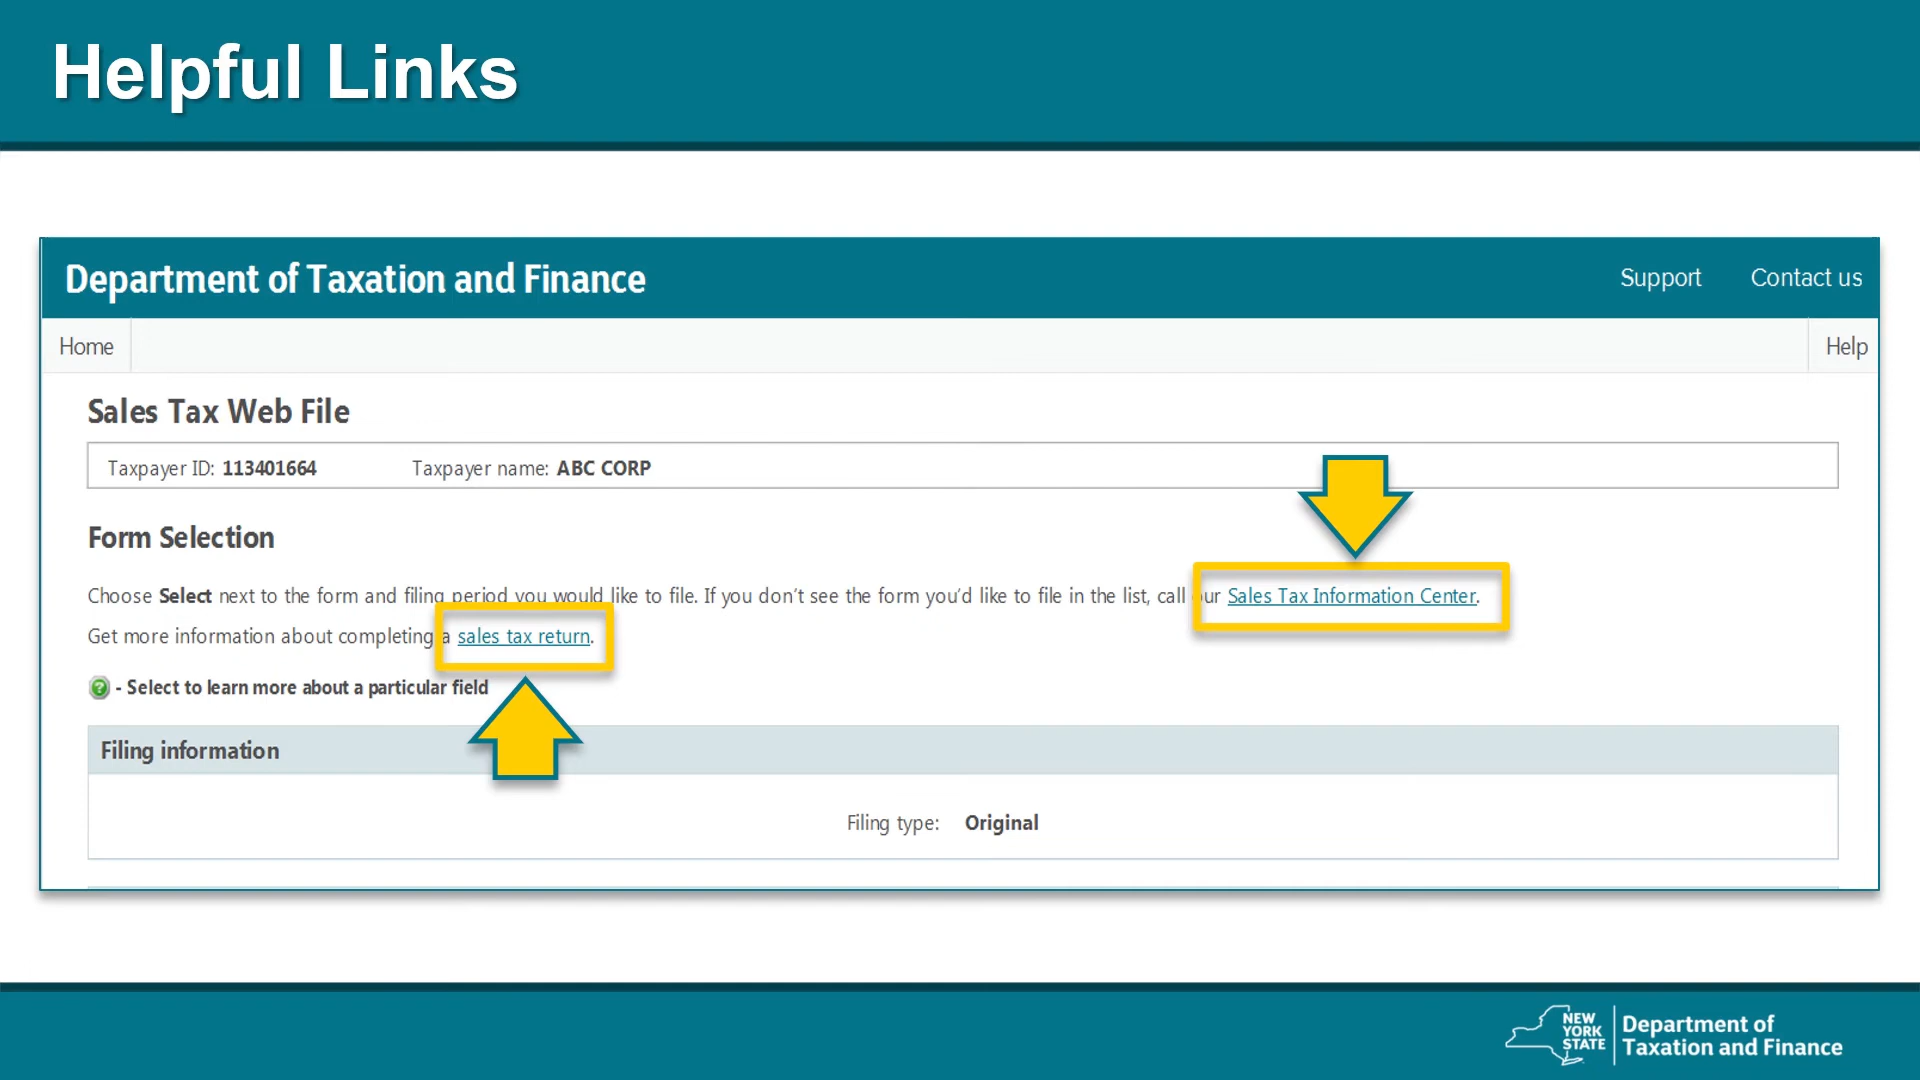 Helpful Links
Department of Taxation and Finance
Support
Contact us
Home
Help
Sales Tax Web File
Taxpayer ID: 113401664
Taxpayer name: ABC CORP
Form Selection
Choose Select next to the form and filing period you would like to file. If you don't see the form you'd like to file in the list, call our Sales Tax Information Center.
Get more information about completing a sales tax return.
? - Select to learn more about a particular field
Filing information
Filing type: Original
NEW
YORK
STATE
Department of
Taxation and Finance